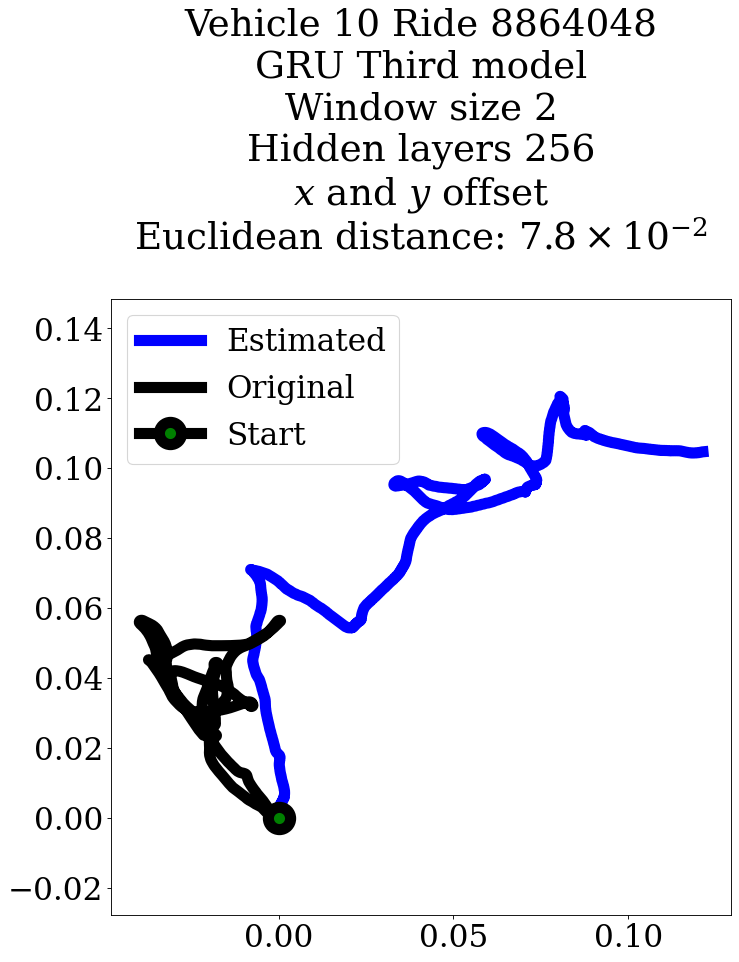 Vehicle 10 Ride 8864048
GRU Third model
Window size 2
Hidden layers 256
x and y offset
Euclidean distance: 7.8 × 10⁻²
Estimated
Original
Start
0.14
0.12
0.10
0.08
0.06
0.04
0.02
0.00
−0.02
0.00 0.05 0.10